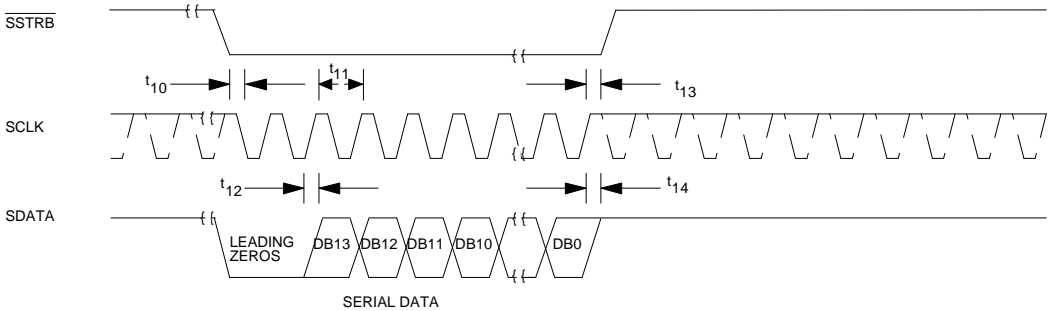 SSTRB
t10
t11
t13
SCLK
t12
t14
SDATA
LEADING
ZEROS
DB13
DB12
DB11
DB10
DB0
SERIAL DATA